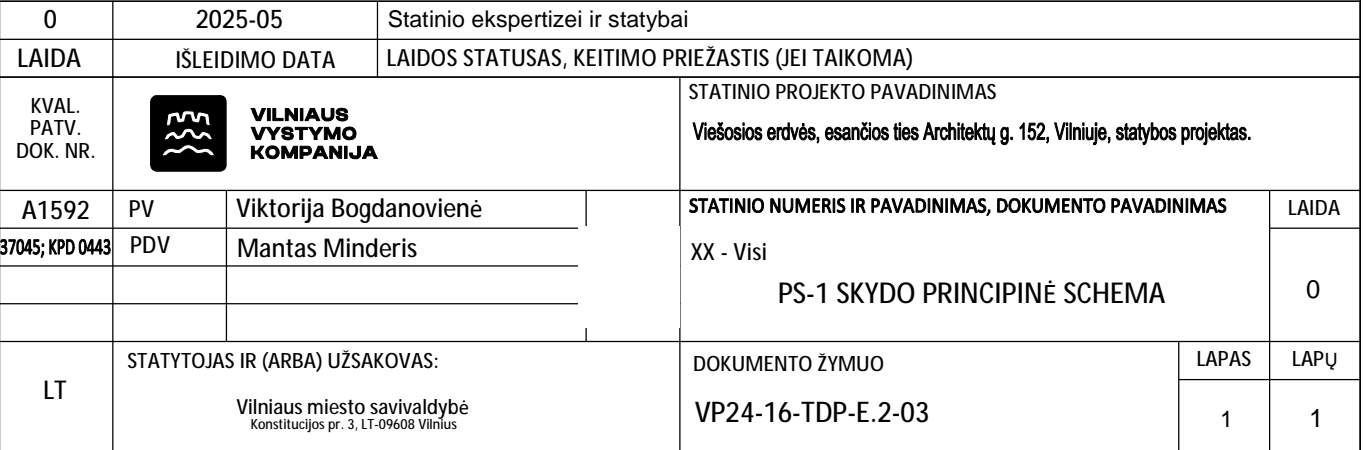 0 2025-05 Statinio ekspertizei ir statybai
LAIDA IŠLEIDIMO DATA LAIDOS STATUSAS, KEITIMO PRIEŽASTIS (JEI TAIKOMA)
KVAL.
PATV.
DOK. NR.
VILNIAUS
VYSTYMO
KOMPANIJA
STATINIO PROJEKTO PAVADINIMAS
Viešosios erdvės, esančios ties Architektų g. 152, Vilniuje, statybos projektas.
A1592 PV Viktorija Bogdanovienė
37045; KPD 0443 PDV Mantas Minderis
STATINIO NUMERIS IR PAVADINIMAS, DOKUMENTO PAVADINIMAS
XX - Visi
PS-1 SKYDO PRINCIPINĖ SCHEMA
LAIDA
0
LT
STATYTOJAS IR (ARBA) UŽSAKOVAS:
Vilniaus miesto savivaldybė
Konstitucijos pr. 3, LT-09608 Vilnius
DOKUMENTO ŽYMUO
VP24-16-TDP-E.2-03
LAPAS LAPŲ
1 1